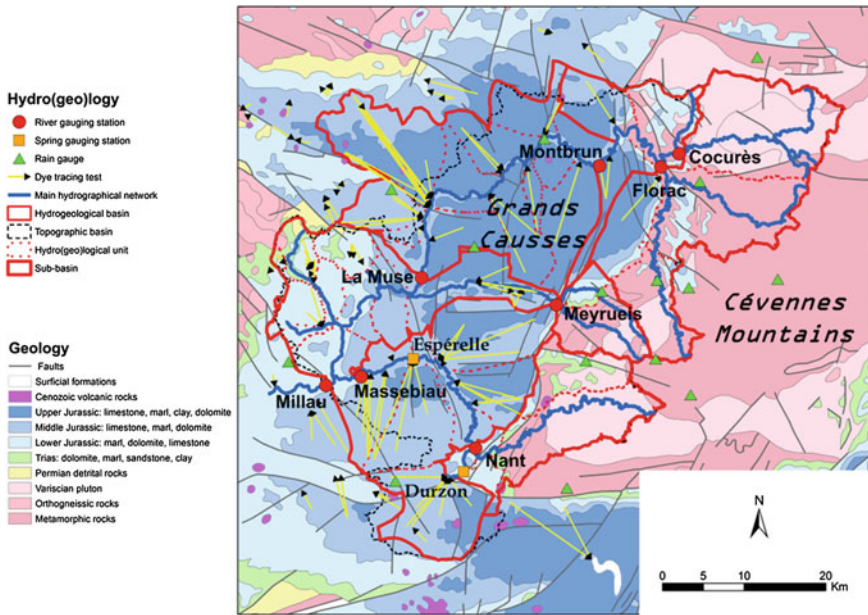 Hydro(geo)logy
River gauging station
Spring gauging station
Rain gauge
Dye tracing test
Main hydrographical network
Hydrogeological basin
Topographic basin
Hydro(geo)logical unit
Sub-basin
Geology
Faults
Surficial formations
Cenozoic volcanic rocks
Upper Jurassic: limestone, marl, clay, dolomite
Middle Jurassic: limestone, marl, dolomite
Lower Jurassic: marl, dolomite, limestone
Trias: dolomite, marl, sandstone, clay
Permian detrital rocks
Variscian pluton
Orthogneissic rocks
Metamorphic rocks
Montbrun
Cocurès
Florac
Grands
Causses
La Muse
Meyrueis
Cévennes
Mountains
Espérelle
Millau
Massebiau
Nant
Durzon
N
0 5 10 20
Km